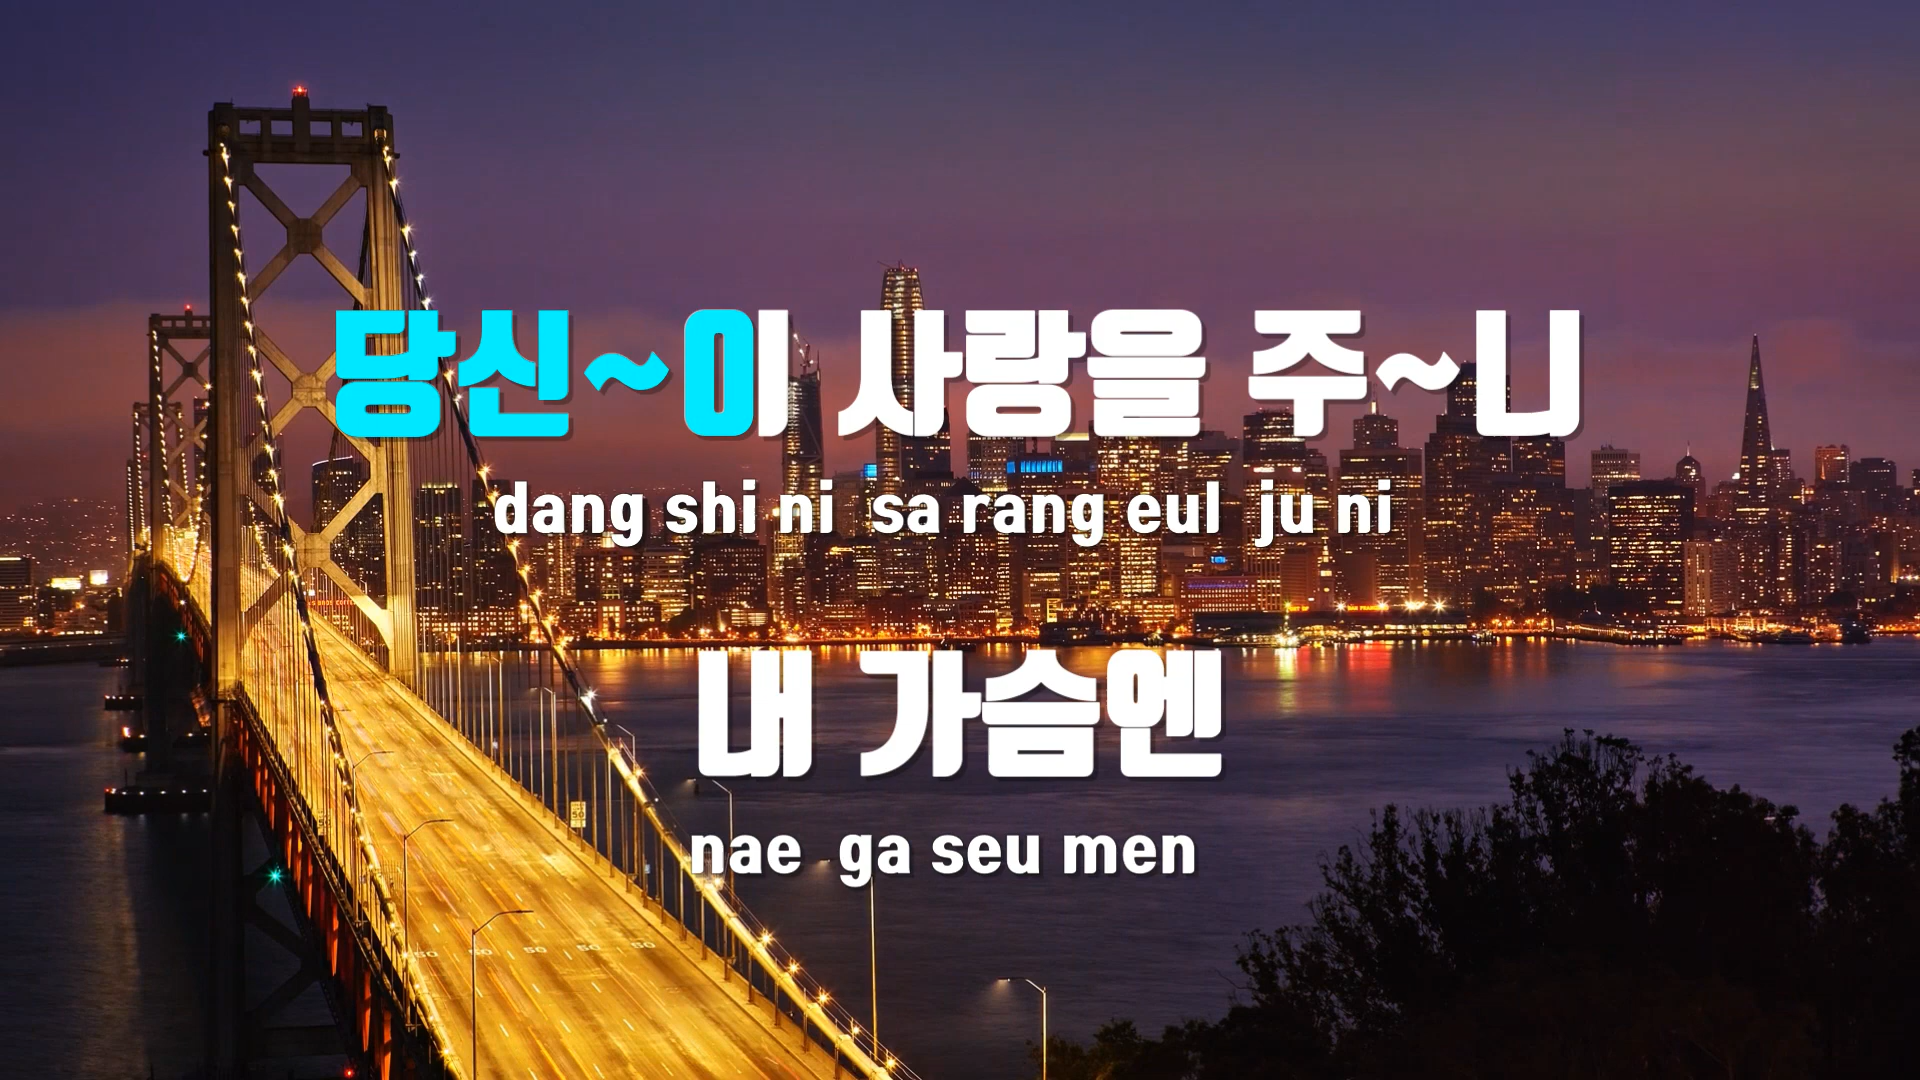 당신~이 사랑을 주~니
dang shi ni sa rang eul ju ni
내 가슴엔
nae ga seu men